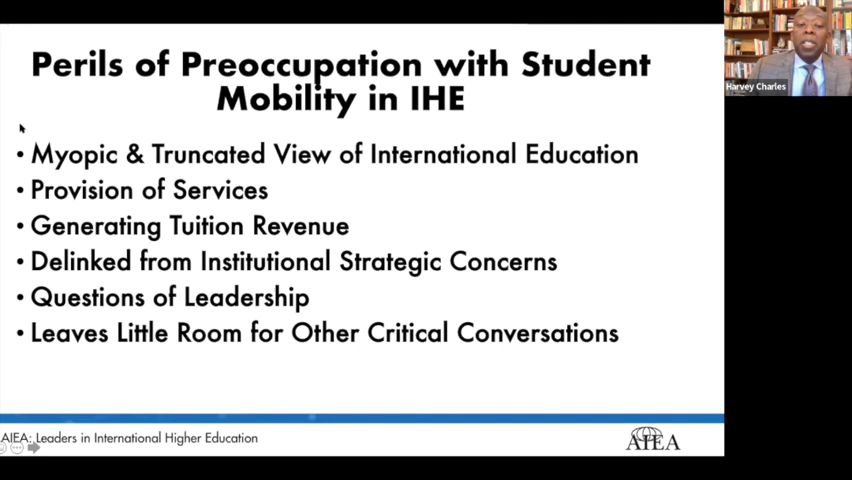 Perils of Preoccupation with Student
Mobility in IHE
• Myopic & Truncated View of International Education
• Provision of Services
• Generating Tuition Revenue
• Delinked from Institutional Strategic Concerns
• Questions of Leadership
• Leaves Little Room for Other Critical Conversations
AIEA: Leaders in International Higher Education
AIEA
Harvey Charles